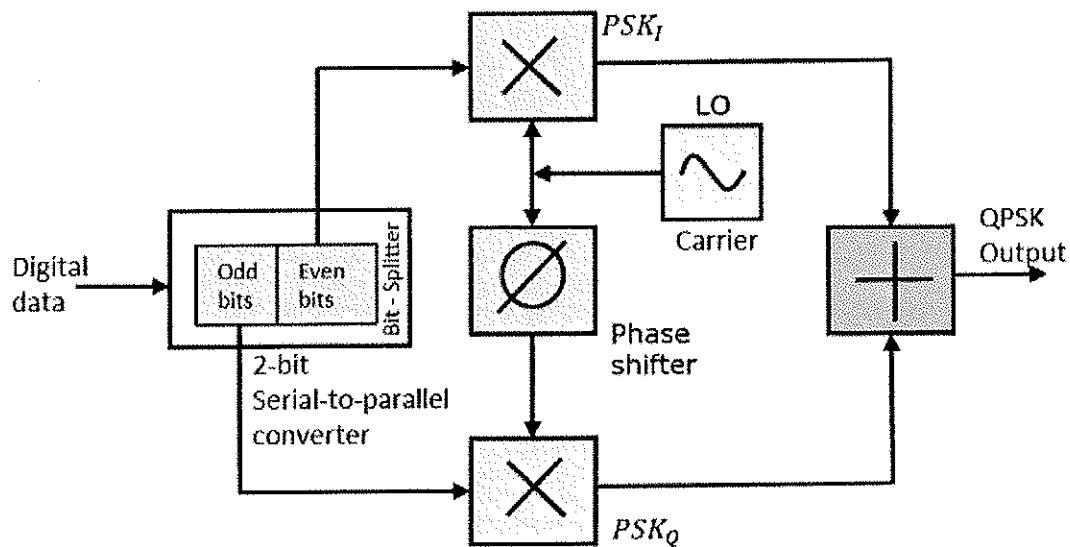 PSK_I
LO
Carrier
QPSK
Output
Digital
data
Odd
bits
Even
bits
Bit - Splitter
Phase
shifter
2-bit
Serial-to-parallel
converter
PSK_Q